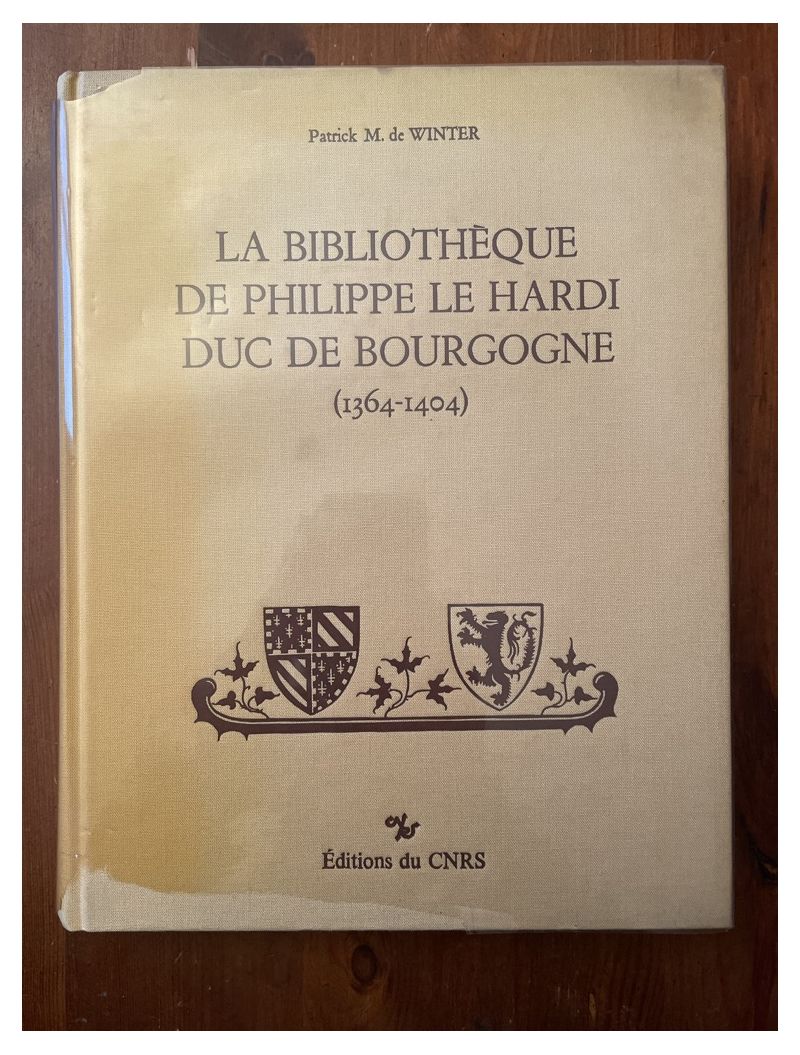 Patrick M. de WINTER
LA BIBLIOTHÈQUE
DE PHILIPPE LE HARDI
DUC DE BOURGOGNE
(1364-1404)
Éditions du CNRS